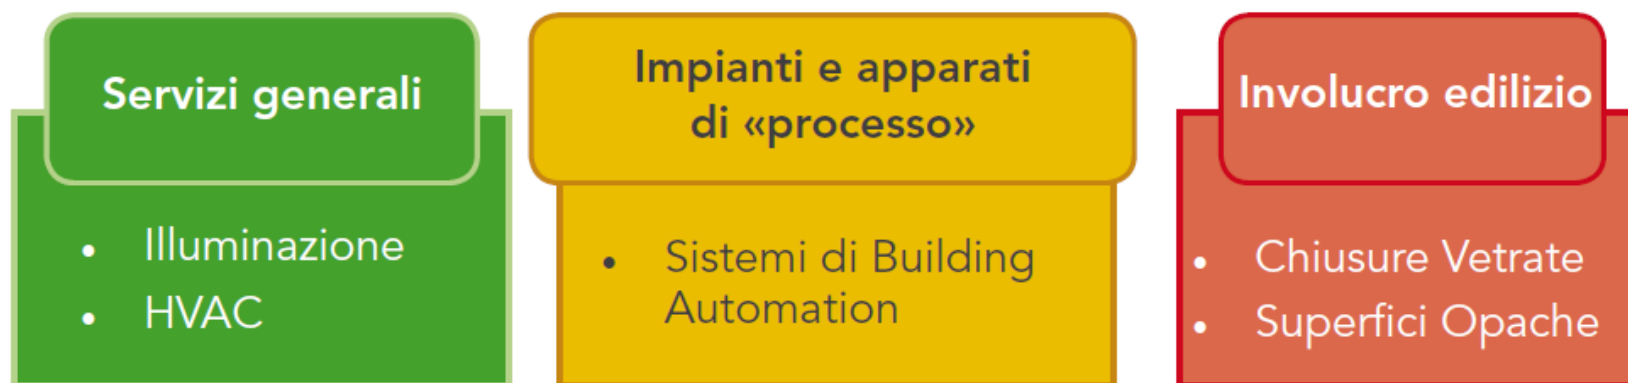 Servizi generali
• Illuminazione
• HVAC
Impianti e apparati
di «processo»
• Sistemi di Building
Automation
Involucro edilizio
• Chiusure Vetrate
• Superfici Opache